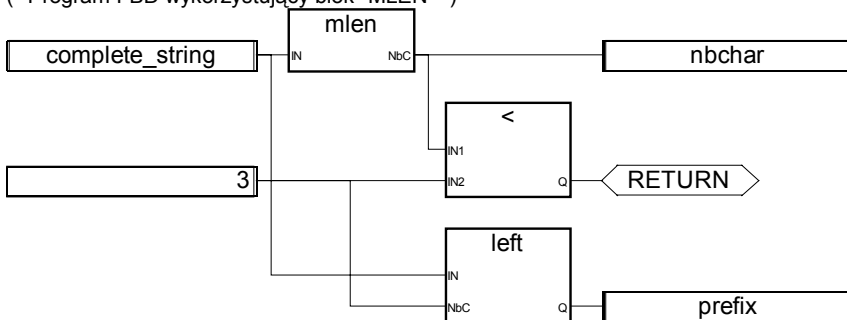 (* Program FBD wykorzystujący blok "MLEN" *)
mlen
complete_string
IN
NbC
nbchar
<
IN1
3
IN2
Q
RETURN
left
IN
NbC
Q
prefix